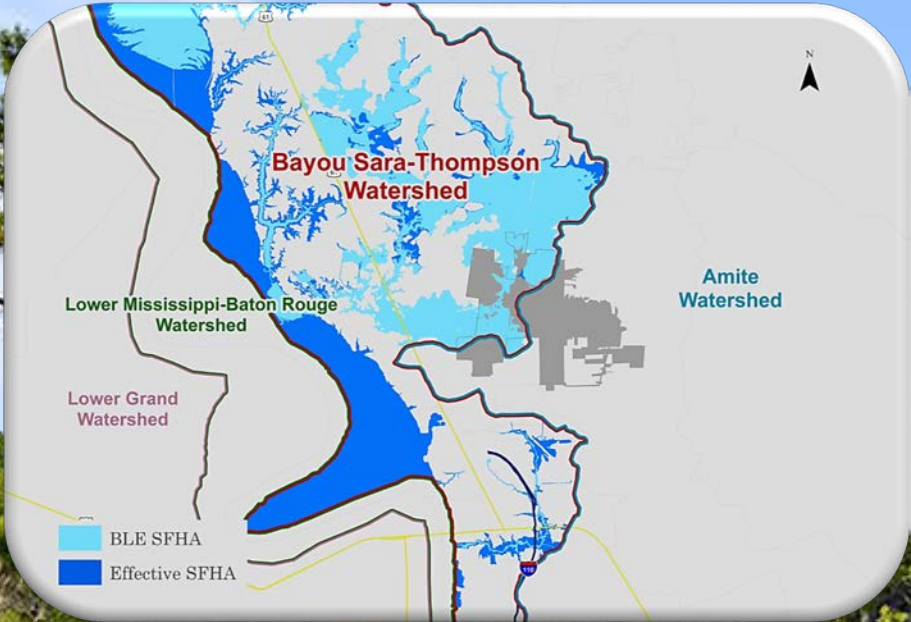 61
N
Bayou Sara-Thompson
Watershed
Amite
Watershed
Lower Mississippi-Baton Rouge
Watershed
Lower Grand
Watershed
BLE SFHA
Effective SFHA
110